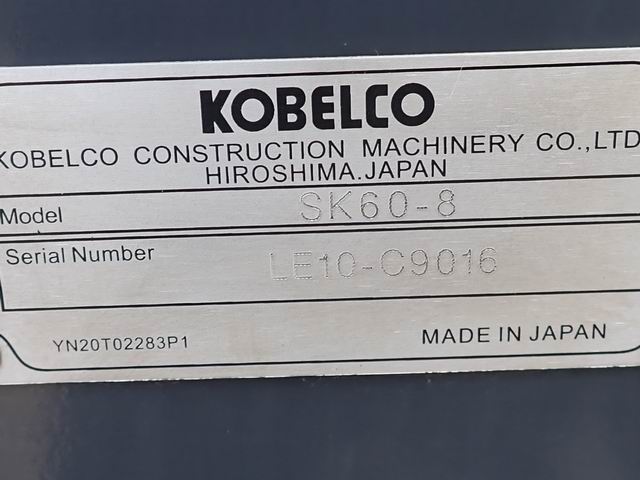 KOBELCO
KOBELCO CONSTRUCTION MACHINERY CO.,LTD
HIROSHIMA.JAPAN
Model SK60-8
Serial Number LE10-C9016
YN20T02283P1 MADE IN JAPAN